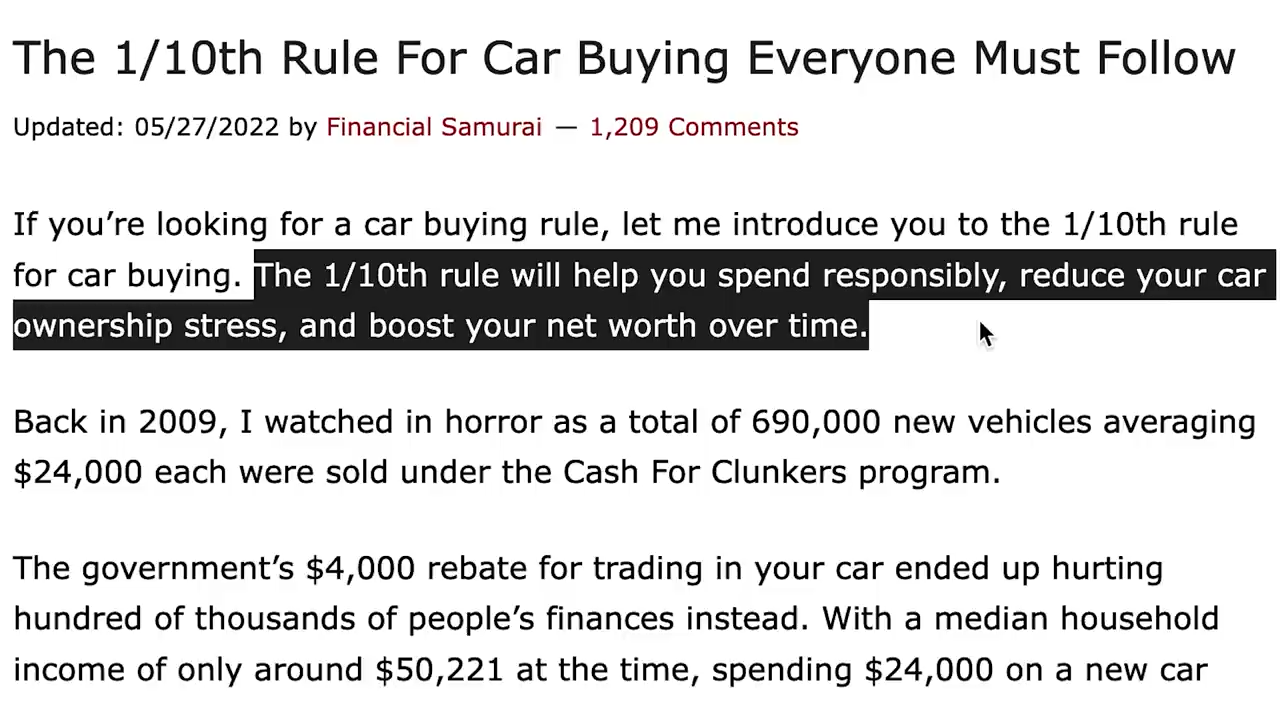 The 1/10th Rule For Car Buying Everyone Must Follow
Updated: 05/27/2022 by Financial Samurai — 1,209 Comments
If you’re looking for a car buying rule, let me introduce you to the 1/10th rule
for car buying. The 1/10th rule will help you spend responsibly, reduce your car
ownership stress, and boost your net worth over time.
Back in 2009, I watched in horror as a total of 690,000 new vehicles averaging
$24,000 each were sold under the Cash For Clunkers program.
The government’s $4,000 rebate for trading in your car ended up hurting
hundred of thousands of people’s finances instead. With a median household
income of only around $50,221 at the time, spending $24,000 on a new car